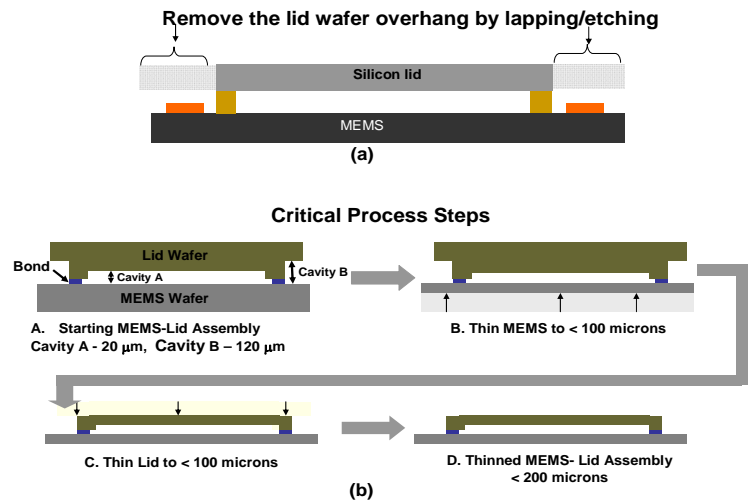 Remove the lid wafer overhang by lapping/etching
Silicon lid
MEMS
(a)
Critical Process Steps
Lid Wafer
Bond
Cavity A
Cavity B
MEMS Wafer
A. Starting MEMS-Lid Assembly
Cavity A - 20 μm, Cavity B – 120 μm
B. Thin MEMS to < 100 microns
C. Thin Lid to < 100 microns
D. Thinned MEMS- Lid Assembly
< 200 microns
(b)